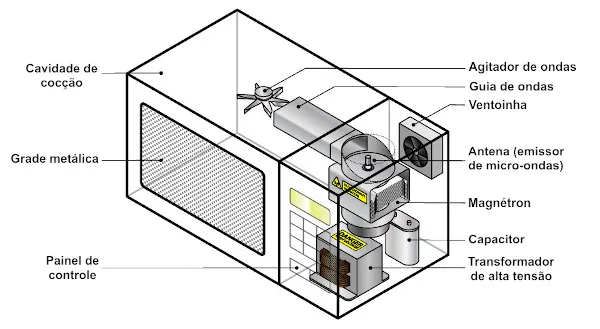 Cavidade de
cocção
Grade metálica
Painel de
controle
Agitador de ondas
Guia de ondas
Ventoinha
Antena (emissor
de micro-ondas)
Magnétron
Capacitor
Transformador
de alta tensão
DANGER